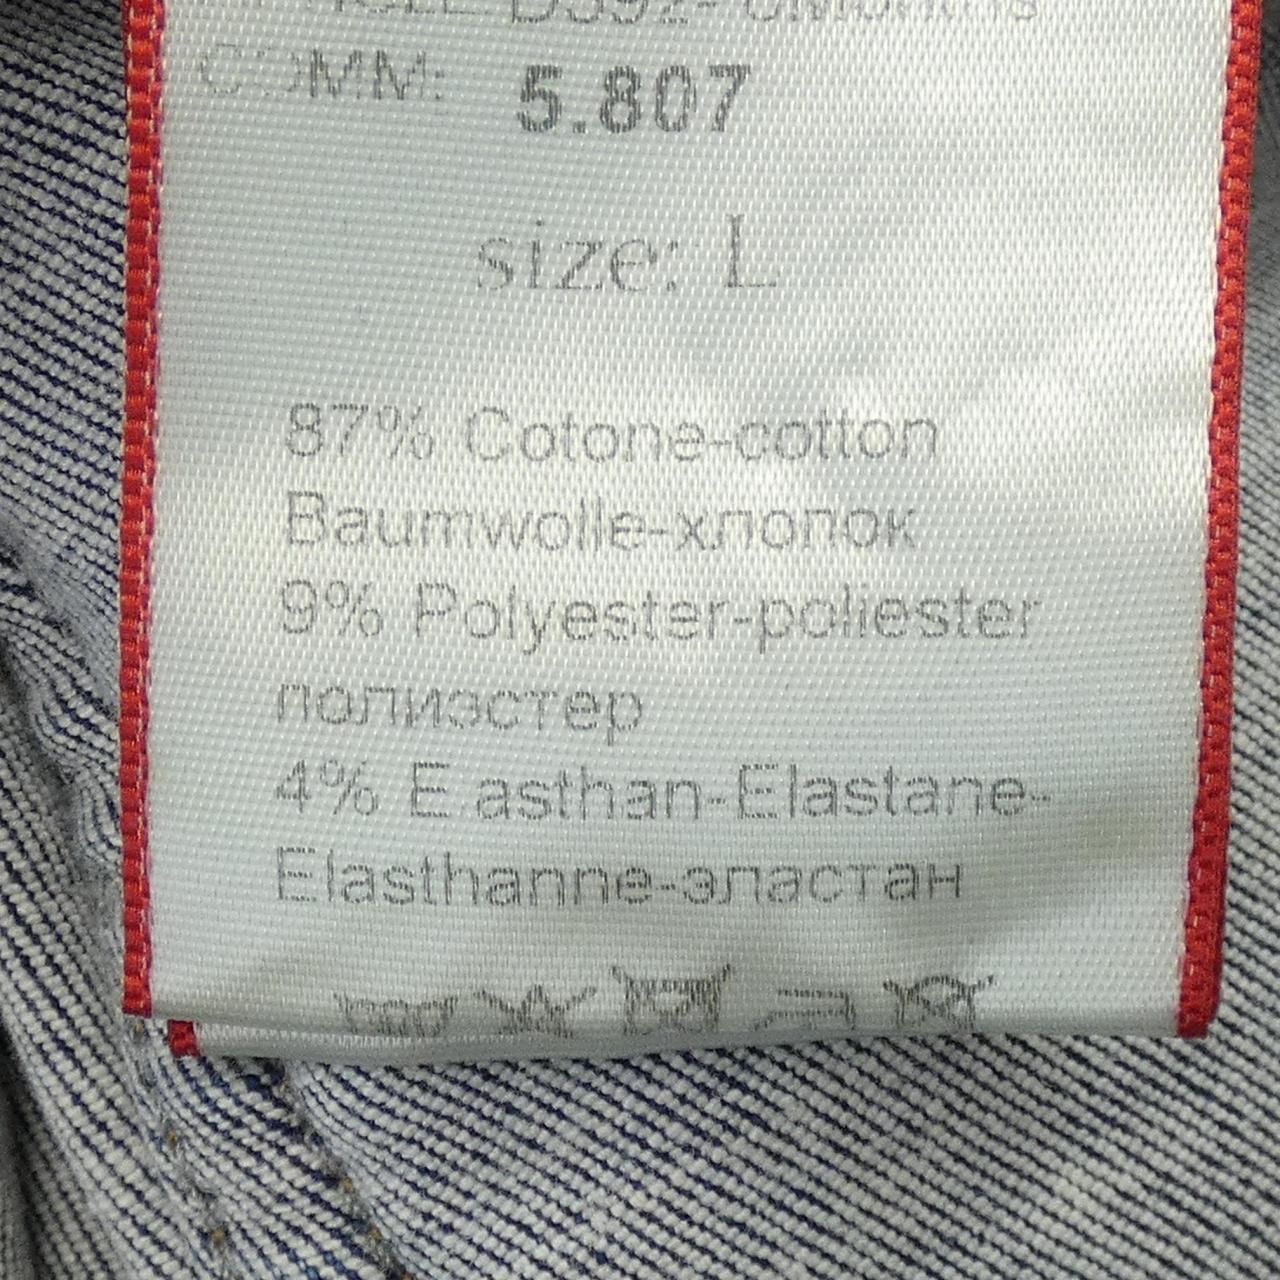 COMM: 5.807
size: L
87% Cotone-cotton
Baumwolle-хлопок
9% Polyester-poliester
полиэстер
4% E asthan-Elastane-
Elasthanne-эластан